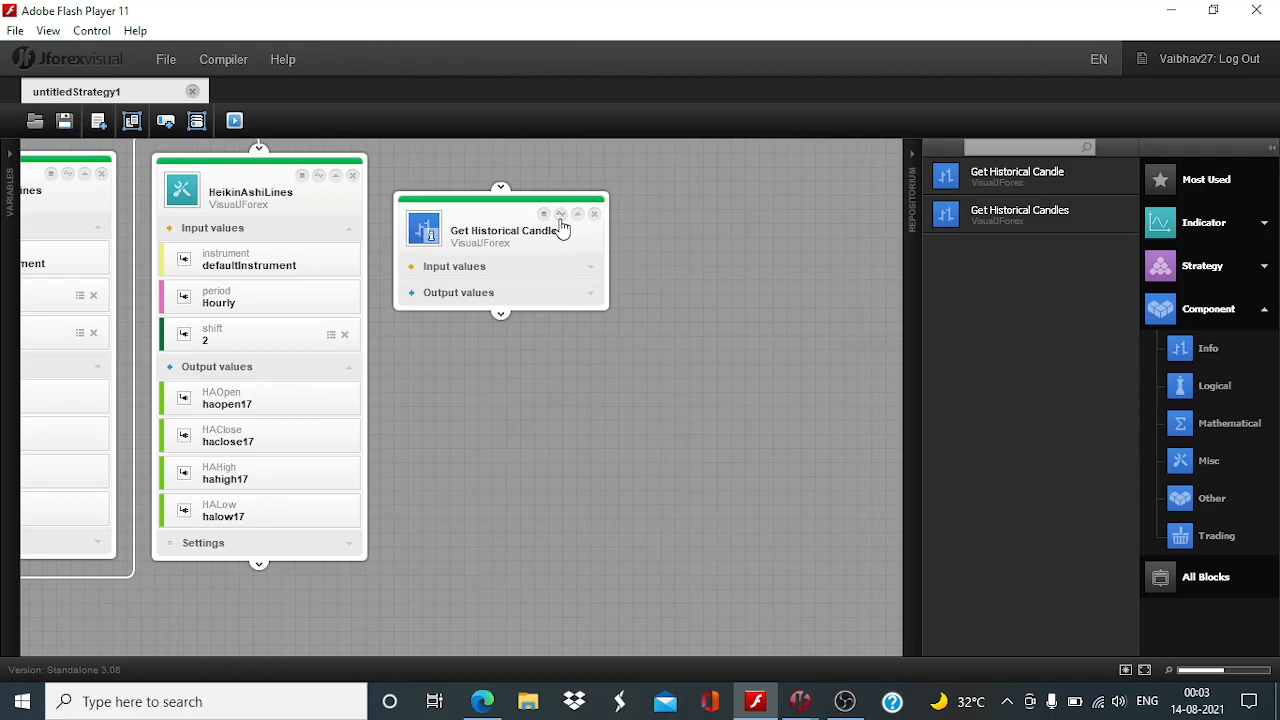 Adobe Flash Player 11
File View Control Help
Jforexvisual
File Compiler Help
EN
Vaibhav27: Log Out
untitledStrategy1
VARIABLES
ines
ment
HeikinAshiLines
VisualJForex
Input values
instrument
defaultInstrument
period
Hourly
shift
2
Output values
HAOpen
haopen17
HAClose
haclose17
HAHigh
hahigh17
HALow
halow17
Settings
Get Historical Candle
VisualJForex
Input values
Output values
REPOSITORIUM
Get Historical Candle
VisualJForex
Get Historical Candles
VisualJForex
Most Used
Indicator
Strategy
Component
Info
Logical
Mathematical
Misc
Other
Trading
All Blocks
Version: Standalone 3.08
Type here to search
32°C
ENG
00:03
14-08-2021